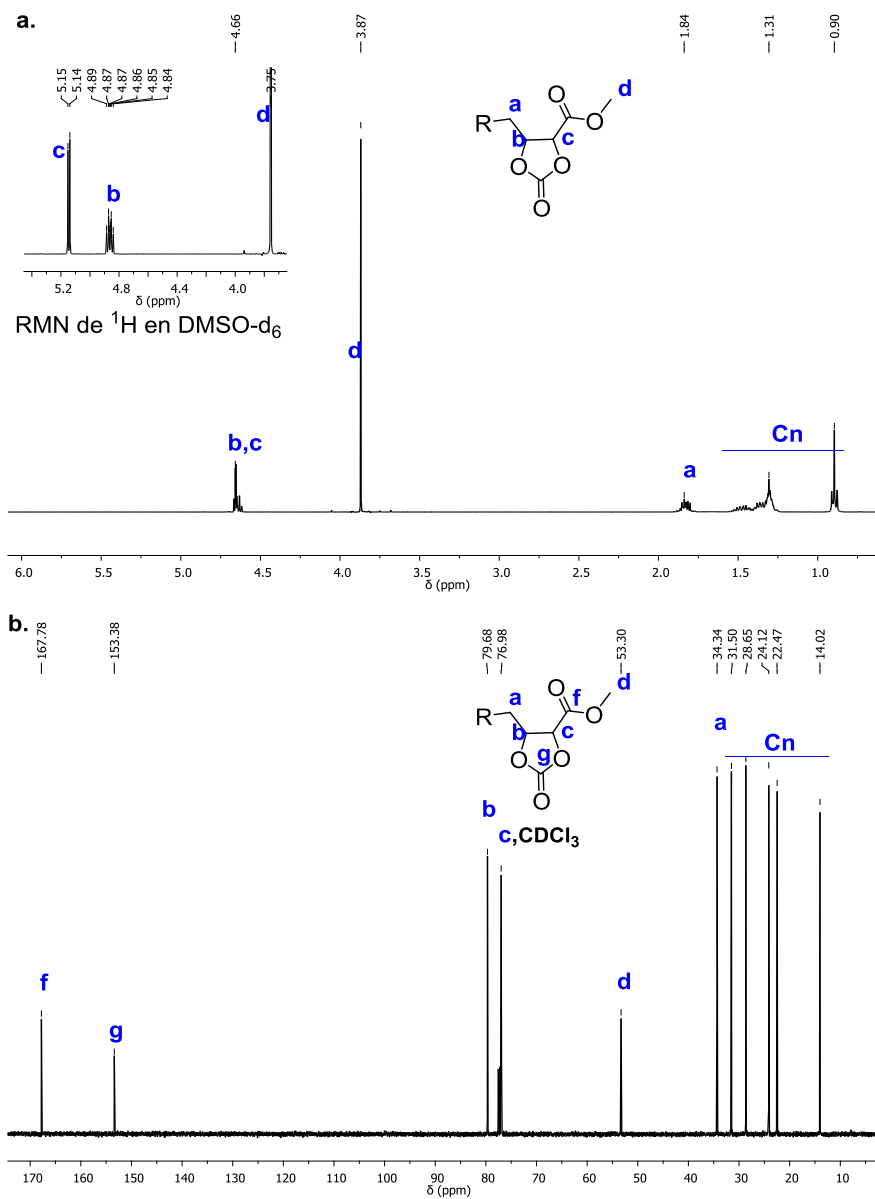 a.
4.66
3.87
1.84
1.31
0.90
5.15
5.14
4.89
4.87
4.87
4.86
4.85
4.84
3.75
d
c
b
5.2
4.8
4.4
4.0
δ (ppm)
RMN de ¹H en DMSO-d₆
R
a
b
c
d
O
O
O
O
O
d
b,c
a
Cn
6.0 5.5 5.0 4.5 4.0 3.5 3.0 2.5 2.0 1.5 1.0
δ (ppm)
b.
167.78
153.38
79.68
76.98
53.30
34.34
31.50
28.65
24.12
22.47
14.02
R
a
b
c
f
d
g
O
O
O
O
O
a
Cn
b
c,CDCl₃
f
g
d
170 160 150 140 130 120 110 100 90 80 70 60 50 40 30 20 10
δ (ppm)